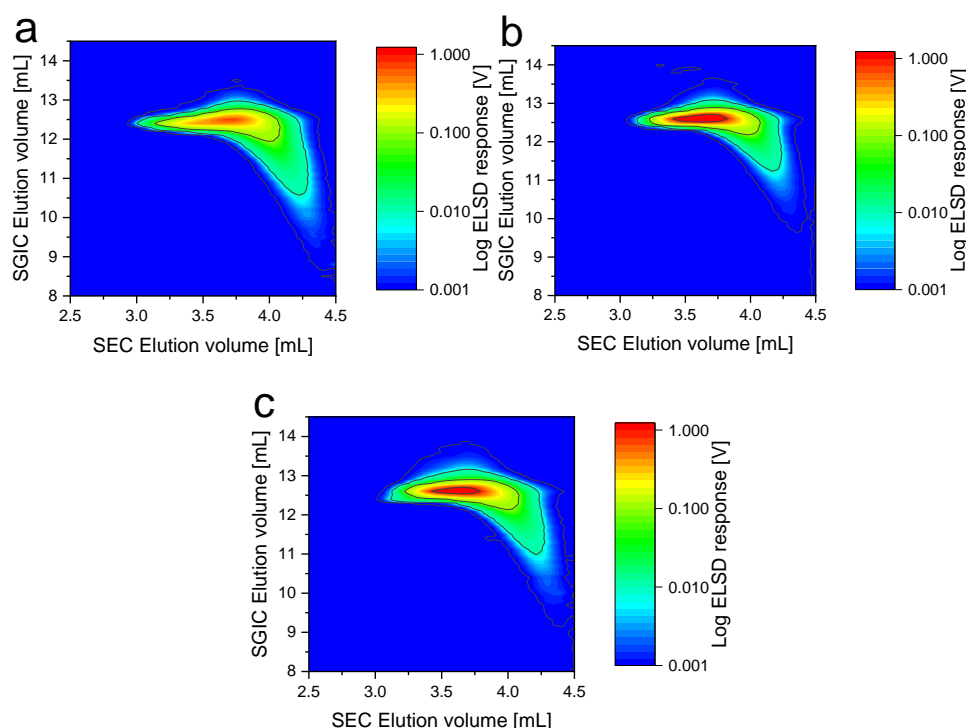 a
SGIC Elution volume [mL]
14
13
12
11
10
9
8
2.5 3.0 3.5 4.0 4.5
SEC Elution volume [mL]
1.000
0.100
0.010
0.001
Log ELSD response [V]
b
SGIC Elution volume [mL]
14
13
12
11
10
9
8
2.5 3.0 3.5 4.0 4.5
SEC Elution volume [mL]
1.000
0.100
0.010
0.001
Log ELSD response [V]
c
SGIC Elution volume [mL]
14
13
12
11
10
9
8
2.5 3.0 3.5 4.0 4.5
SEC Elution volume [mL]
1.000
0.100
0.010
0.001
Log ELSD response [V]